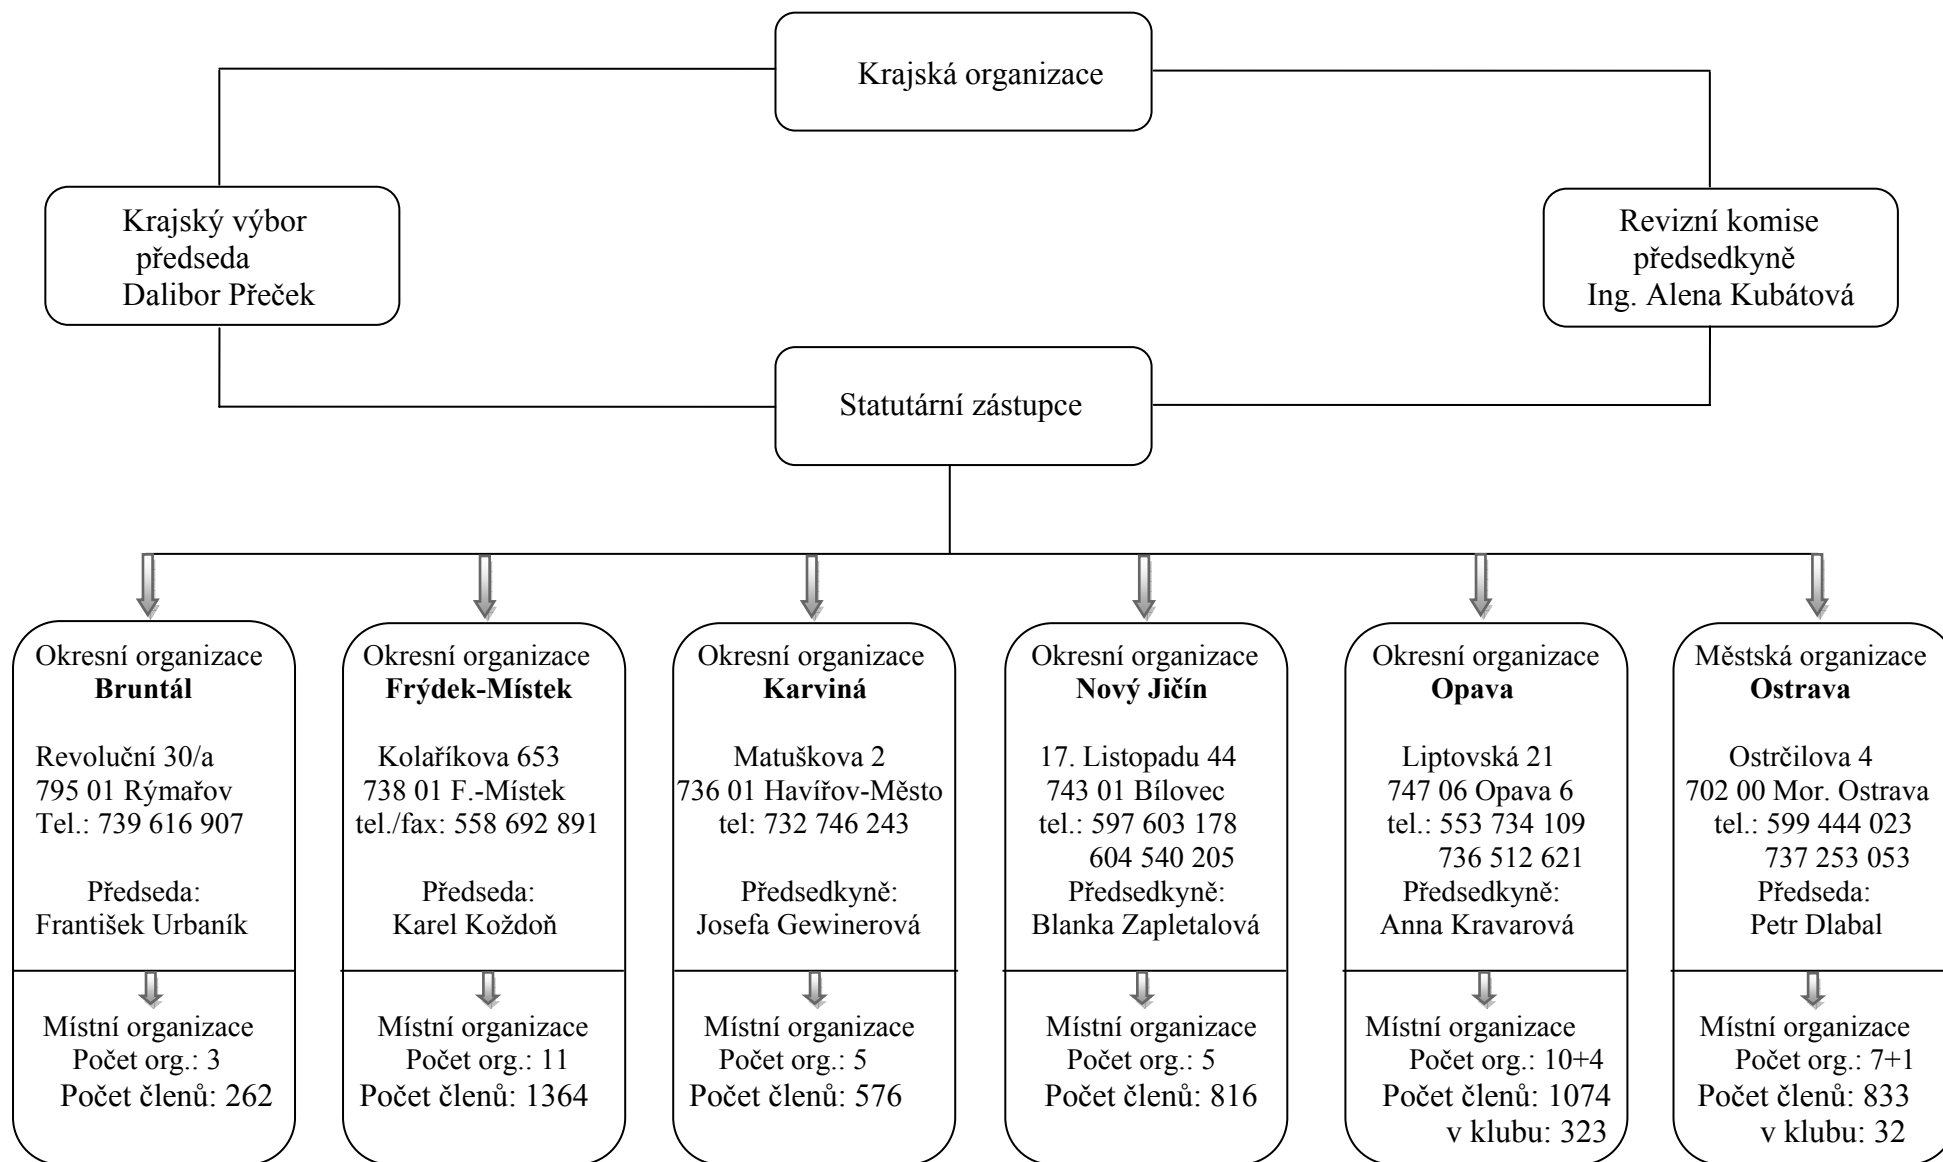 Krajská organizace
Krajský výbor
předseda
Dalibor Přeček
Revizní komise
předsedkyně
Ing. Alena Kubátová
Statutární zástupce
Okresní organizace
Bruntál
Revoluční 30/a
795 01 Rýmařov
Tel.: 739 616 907
Předseda:
František Urbaník
Místní organizace
Počet org.: 3
Počet členů: 262
Okresní organizace
Frýdek-Místek
Kolaříkova 653
738 01 F.-Místek
tel./fax: 558 692 891
Předseda:
Karel Koždoň
Místní organizace
Počet org.: 11
Počet členů: 1364
Okresní organizace
Karviná
Matuškova 2
736 01 Havířov-Město
tel: 732 746 243
Předsedkyně:
Josefa Gewinerová
Místní organizace
Počet org.: 5
Počet členů: 576
Okresní organizace
Nový Jičín
17. Listopadu 44
743 01 Bílovec
tel.: 597 603 178
604 540 205
Předsedkyně:
Blanka Zapletalová
Místní organizace
Počet org.: 5
Počet členů: 816
Okresní organizace
Opava
Liptovská 21
747 06 Opava 6
tel.: 553 734 109
736 512 621
Předsedkyně:
Anna Kravarová
Místní organizace
Počet org.: 10+4
Počet členů: 1074
v klubu: 323
Městská organizace
Ostrava
Ostrčilova 4
702 00 Mor. Ostrava
tel.: 599 444 023
737 253 053
Předseda:
Petr Dlabal
Místní organizace
Počet org.: 7+1
Počet členů: 833
v klubu: 32